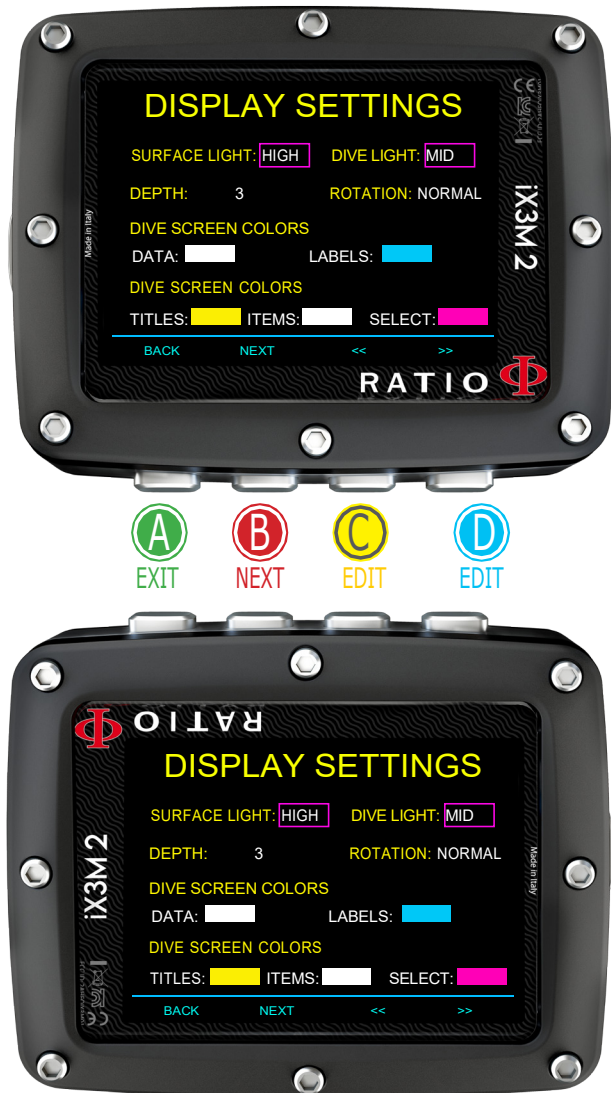 DISPLAY SETTINGS
SURFACE LIGHT: HIGH DIVE LIGHT: MID
DEPTH: 3 ROTATION: NORMAL
DIVE SCREEN COLORS
DATA: LABELS:
DIVE SCREEN COLORS
TITLES: ITEMS: SELECT:
BACK NEXT << >>
Made in Italy
iX3M 2
RATIO
A B C D
EXIT NEXT EDIT EDIT
RATIO
DISPLAY SETTINGS
SURFACE LIGHT: HIGH DIVE LIGHT: MID
DEPTH: 3 ROTATION: NORMAL
DIVE SCREEN COLORS
DATA: LABELS:
DIVE SCREEN COLORS
TITLES: ITEMS: SELECT:
BACK NEXT << >>
iX3M 2
Made in Italy